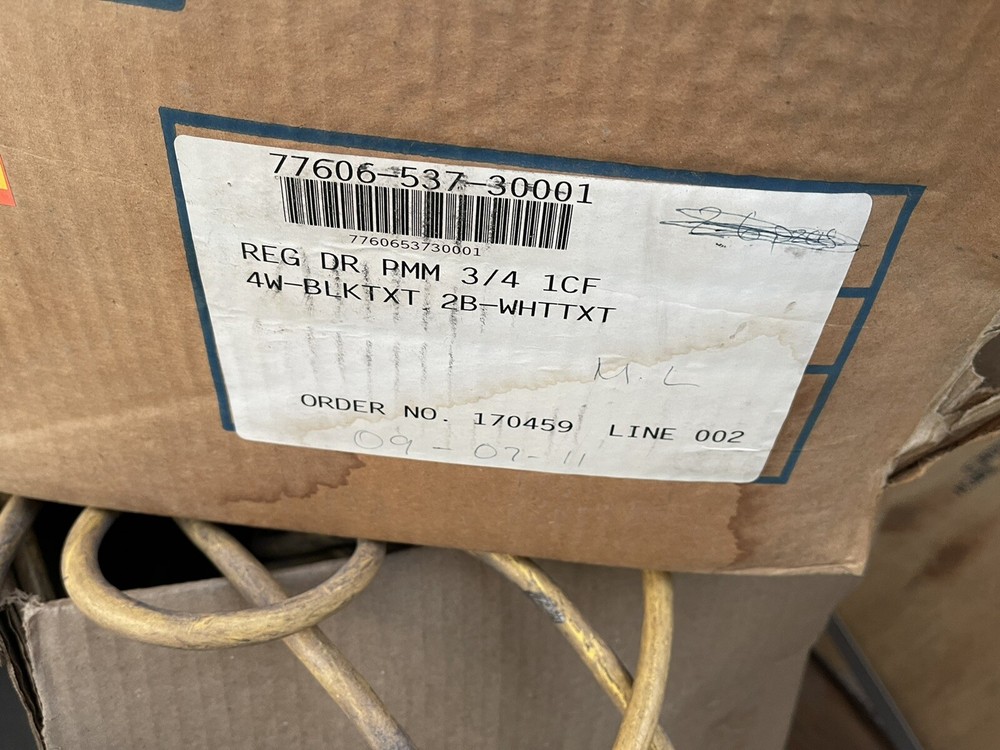 77606-537-30001
7760653730001
REG DR PMM 3/4 1CF
4W-BLKTXT 2B-WHTTXT
M. L
ORDER NO. 170459 LINE 002
09-07-11